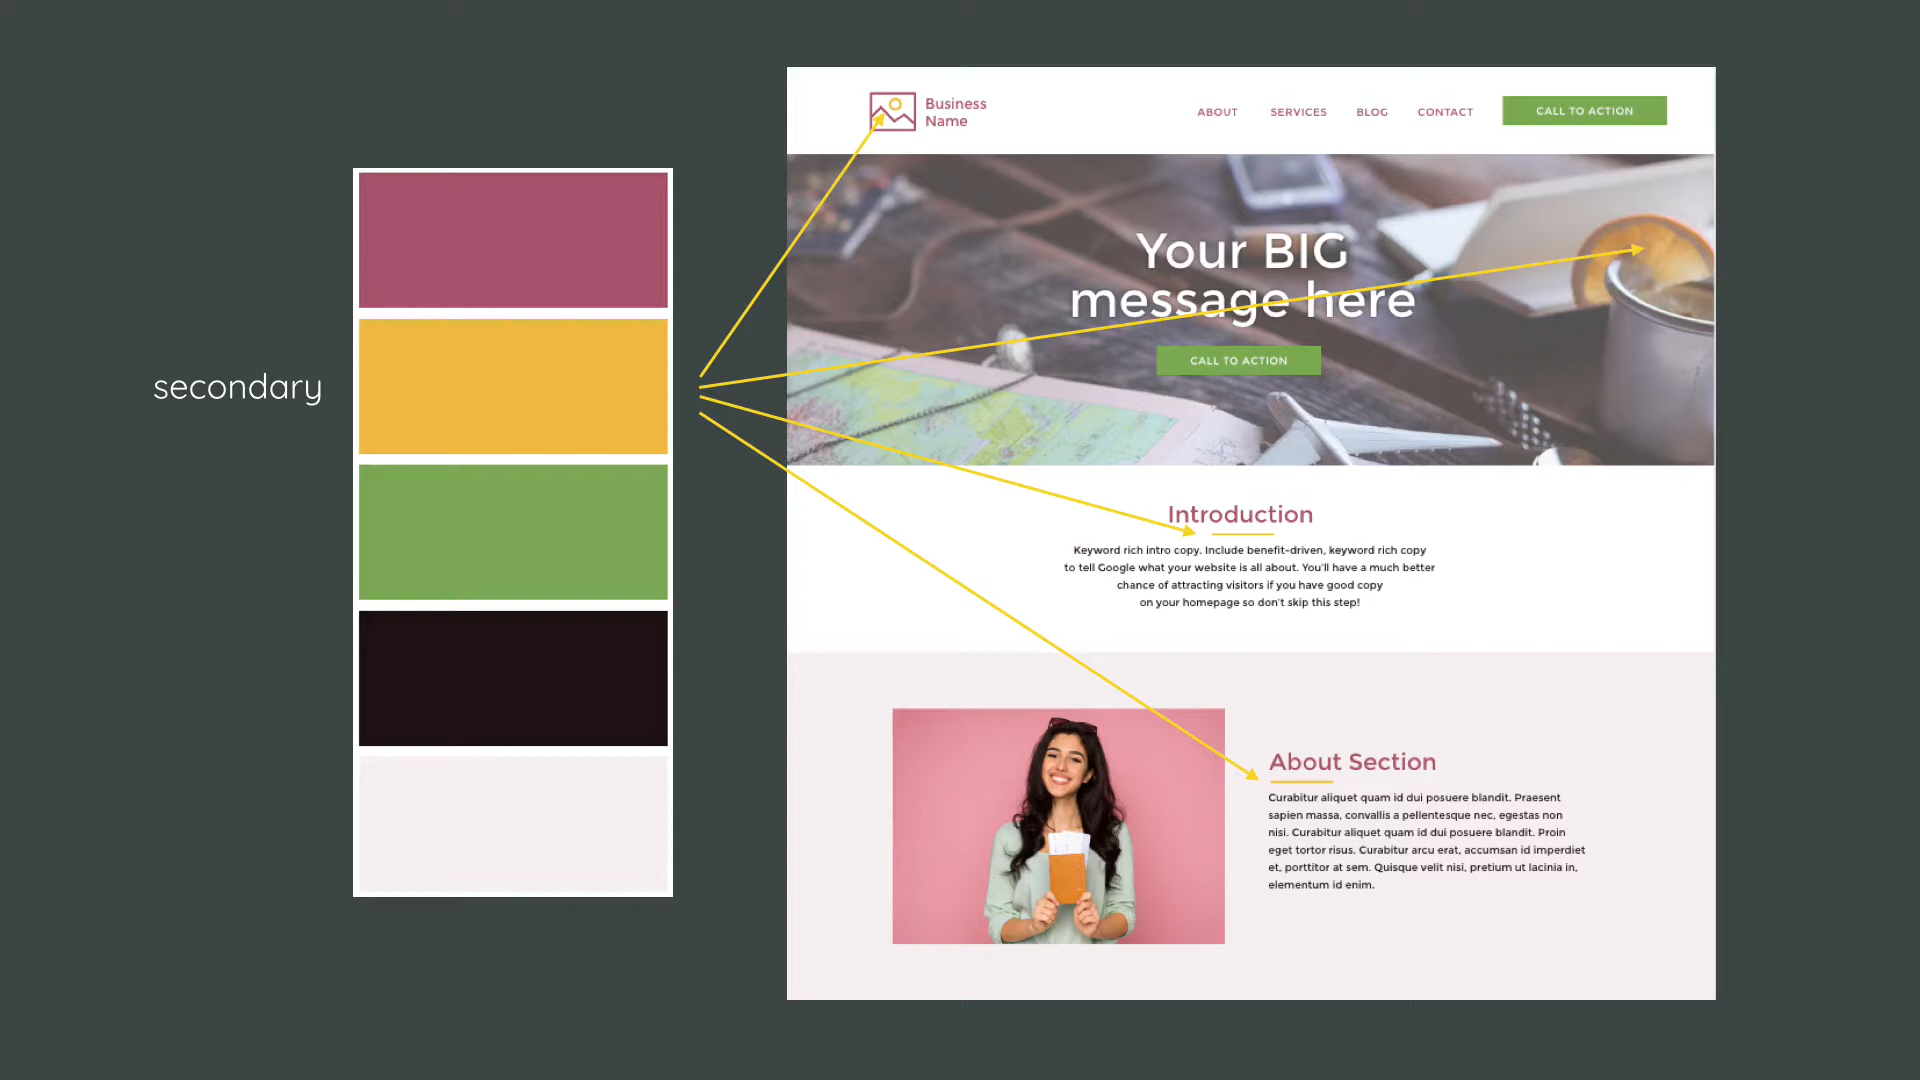 secondary
Business
Name
ABOUT
SERVICES
BLOG
CONTACT
CALL TO ACTION
Your BIG
message here
CALL TO ACTION
Introduction
Keyword rich intro copy. Include benefit-driven, keyword rich copy
to tell Google what your website is all about. You'll have a much better
chance of attracting visitors if you have good copy
on your homepage so don't skip this step!
About Section
Curabitur aliquet quam id dui posuere blandit. Praesent
sapien massa, convallis a pellentesque nec, egestas non
nisi. Curabitur aliquet quam id dui posuere blandit. Proin
eget tortor risus. Curabitur arcu erat, accumsan id imperdiet
et, porttitor at sem. Quisque velit nisi, pretium ut lacinia in,
elementum id enim.